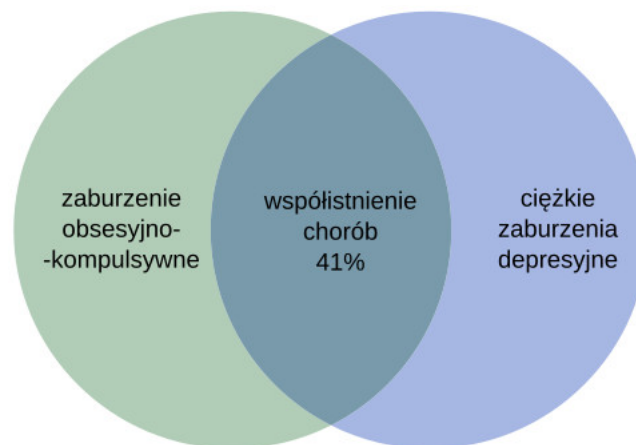 zaburzenie
obsesyjno-
-kompulsywne
współistnienie
chorób
41%
ciężkie
zaburzenia
depresyjne